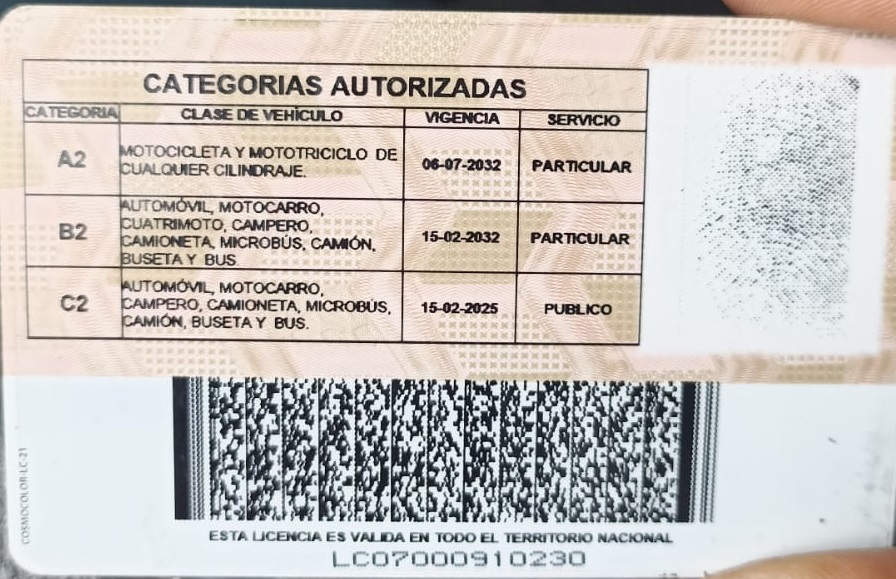 CATEGORIAS AUTORIZADAS
CATEGORIA CLASE DE VEHÍCULO VIGENCIA SERVICIO
A2 MOTOCICLETA Y MOTOTRICICLO DE CUALQUIER CILINDRAJE. 06-07-2032 PARTICULAR
B2 AUTOMÓVIL, MOTOCARRO, CUATRIMOTO, CAMPERO, CAMIONETA, MICROBÚS, CAMIÓN, BUSETA Y BUS. 15-02-2032 PARTICULAR
C2 AUTOMÓVIL, MOTOCARRO, CAMPERO, CAMIONETA, MICROBÚS, CAMIÓN, BUSETA Y BUS. 15-02-2025 PUBLICO
COSMOCOLOR-LC-21
ESTA LICENCIA ES VALIDA EN TODO EL TERRITORIO NACIONAL
LC07000910230